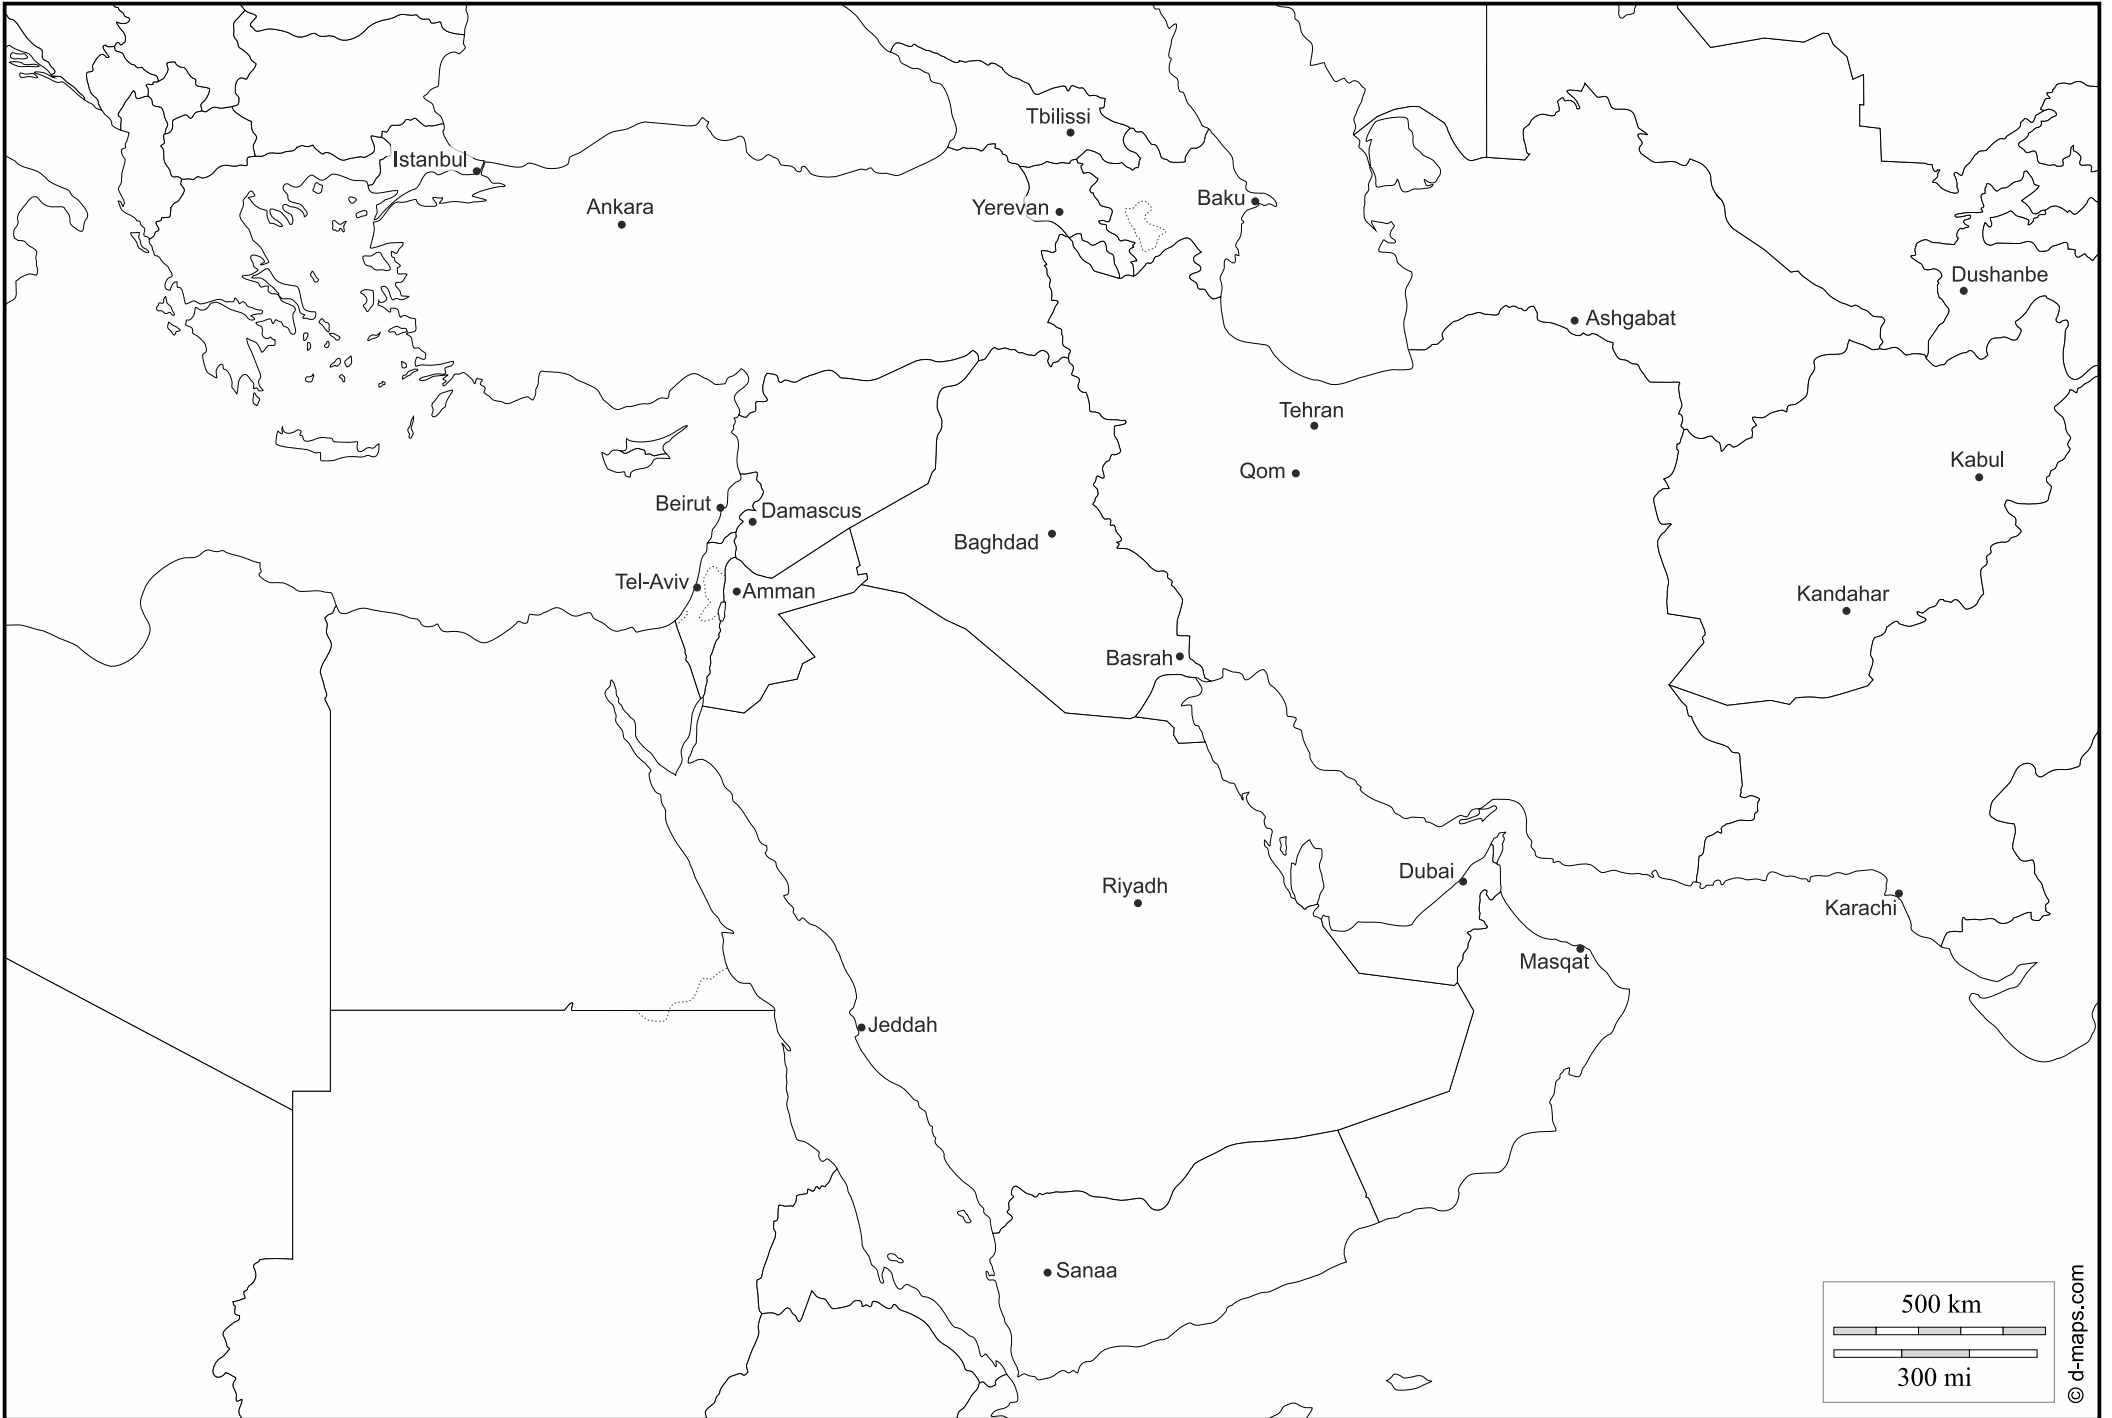 Tbilissi
Istanbul
Baku
Ankara
Yerevan
Dushanbe
Ashgabat
Tehran
Kabul
Qom
Beirut
Damascus
Baghdad
Tel-Aviv
Amman
Kandahar
Basrah
Dubai
Riyadh
Karachi
Masqat
Jeddah
Sanaa
500 km
300 mi
© d-maps.com